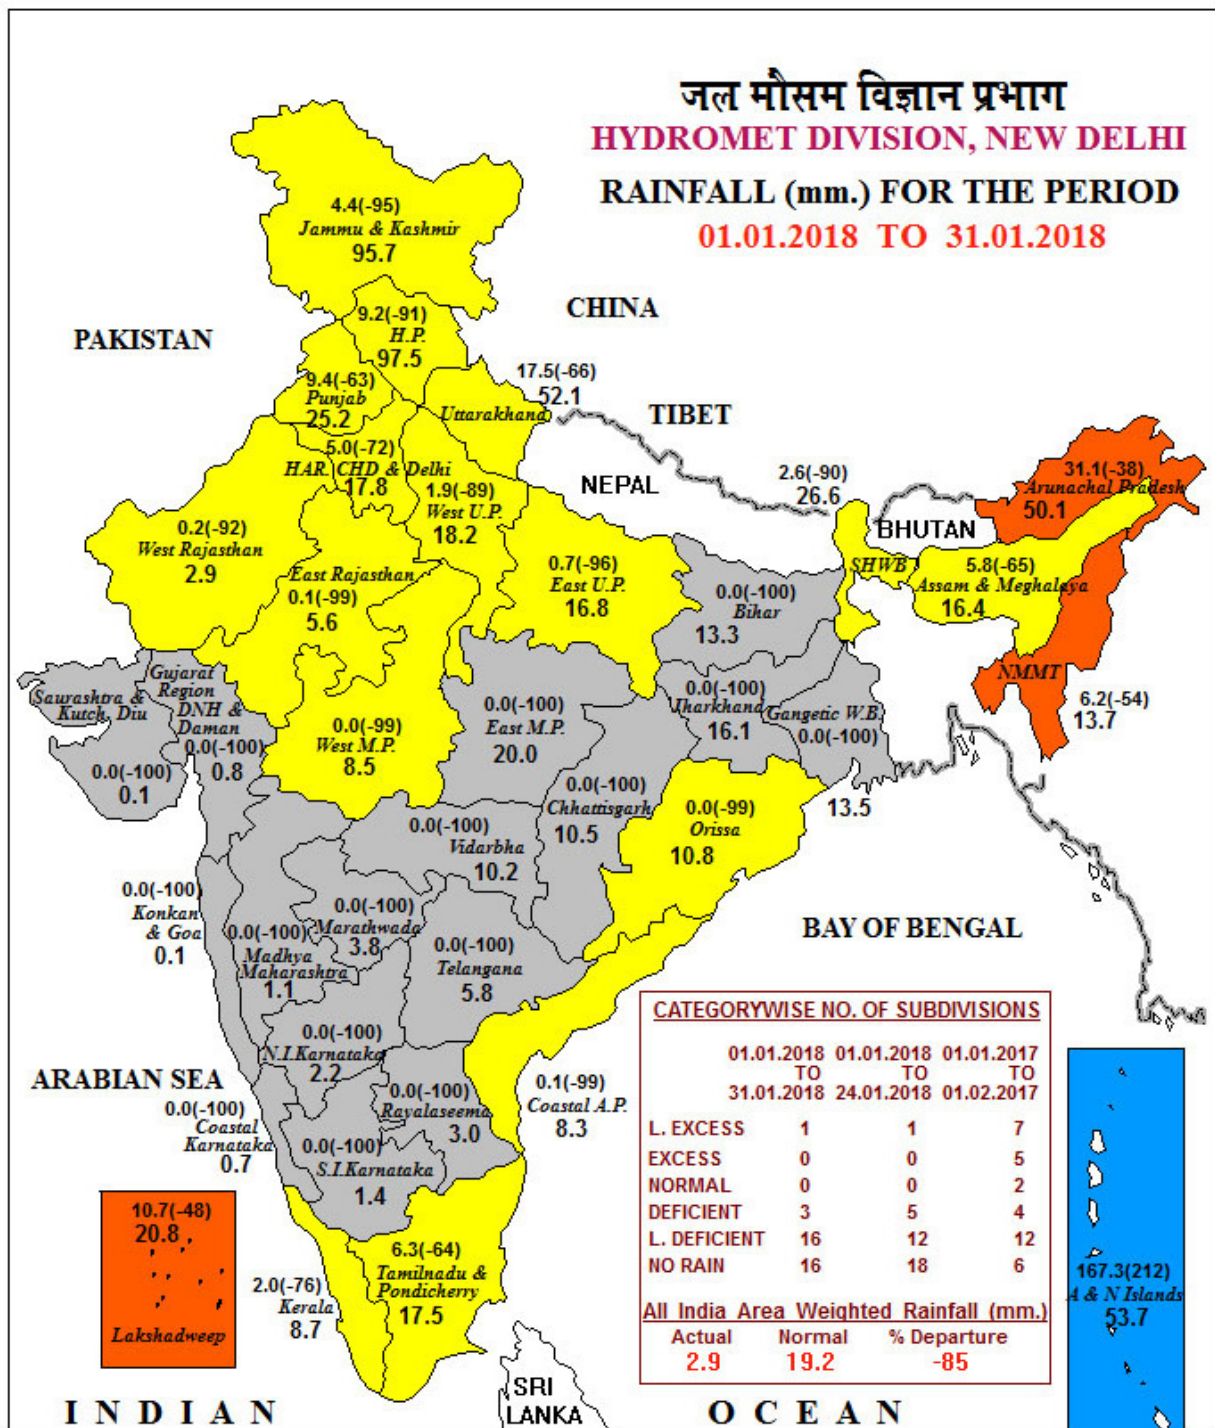 जल मौसम विज्ञान प्रभाग
HYDROMET DIVISION, NEW DELHI
RAINFALL (mm.) FOR THE PERIOD
01.01.2018 TO 31.01.2018
4.4(-95)
Jammu & Kashmir
95.7
CHINA
PAKISTAN
9.2(-91)
H.P.
97.5
9.4(-63)
Punjab
25.2
17.5(-66)
52.1
Uttarakhand
TIBET
5.0(-72)
HAR. CHD & Delhi
17.8
1.9(-89)
West U.P.
18.2
NEPAL
2.6(-90)
26.6
31.1(-38)
Arunachal Pradesh
50.1
BHUTAN
0.2(-92)
West Rajasthan
2.9
East Rajasthan
0.1(-99)
5.6
0.7(-96)
East U.P.
16.8
0.0(-100)
Bihar
13.3
SHWB
5.8(-65)
Assam & Meghalaya
16.4
NMMT
6.2(-54)
13.7
Saurashtra &
Kutch, Diu
0.0(-100)
0.1
Gujarat
Region
DNH &
Daman
0.0(-100)
0.8
0.0(-99)
West M.P.
8.5
0.0(-100)
East M.P.
20.0
0.0(-100)
Jharkhand
16.1
Gangetic W.B.
0.0(-100)
13.5
0.0(-100)
Chhattisgarh
10.5
0.0(-99)
Orissa
10.8
0.0(-100)
Vidarbha
10.2
0.0(-100)
Konkan
& Goa
0.1
0.0(-100)
Madhya
Maharashtra
1.1
0.0(-100)
Marathwada
3.8
0.0(-100)
Telangana
5.8
BAY OF BENGAL
0.0(-100)
N.I.Karnataka
2.2
ARABIAN SEA
0.0(-100)
Coastal
Karnataka
0.7
0.0(-100)
Rayalaseema
3.0
0.1(-99)
Coastal A.P.
8.3
0.0(-100)
S.I.Karnataka
1.4
10.7(-48)
20.8
Lakshadweep
2.0(-76)
Kerala
8.7
6.3(-64)
Tamilnadu &
Pondicherry
17.5
CATEGORYWISE NO. OF SUBDIVISIONS
01.01.2018 01.01.2018 01.01.2017
TO TO TO
31.01.2018 24.01.2018 01.02.2017
L. EXCESS 1 1 7
EXCESS 0 0 5
NORMAL 0 0 2
DEFICIENT 3 5 4
L. DEFICIENT 16 12 12
NO RAIN 16 18 6
All India Area Weighted Rainfall (mm.)
Actual Normal % Departure
2.9 19.2 -85
167.3(212)
A & N Islands
53.7
SRI
LANKA
INDIAN OCEAN